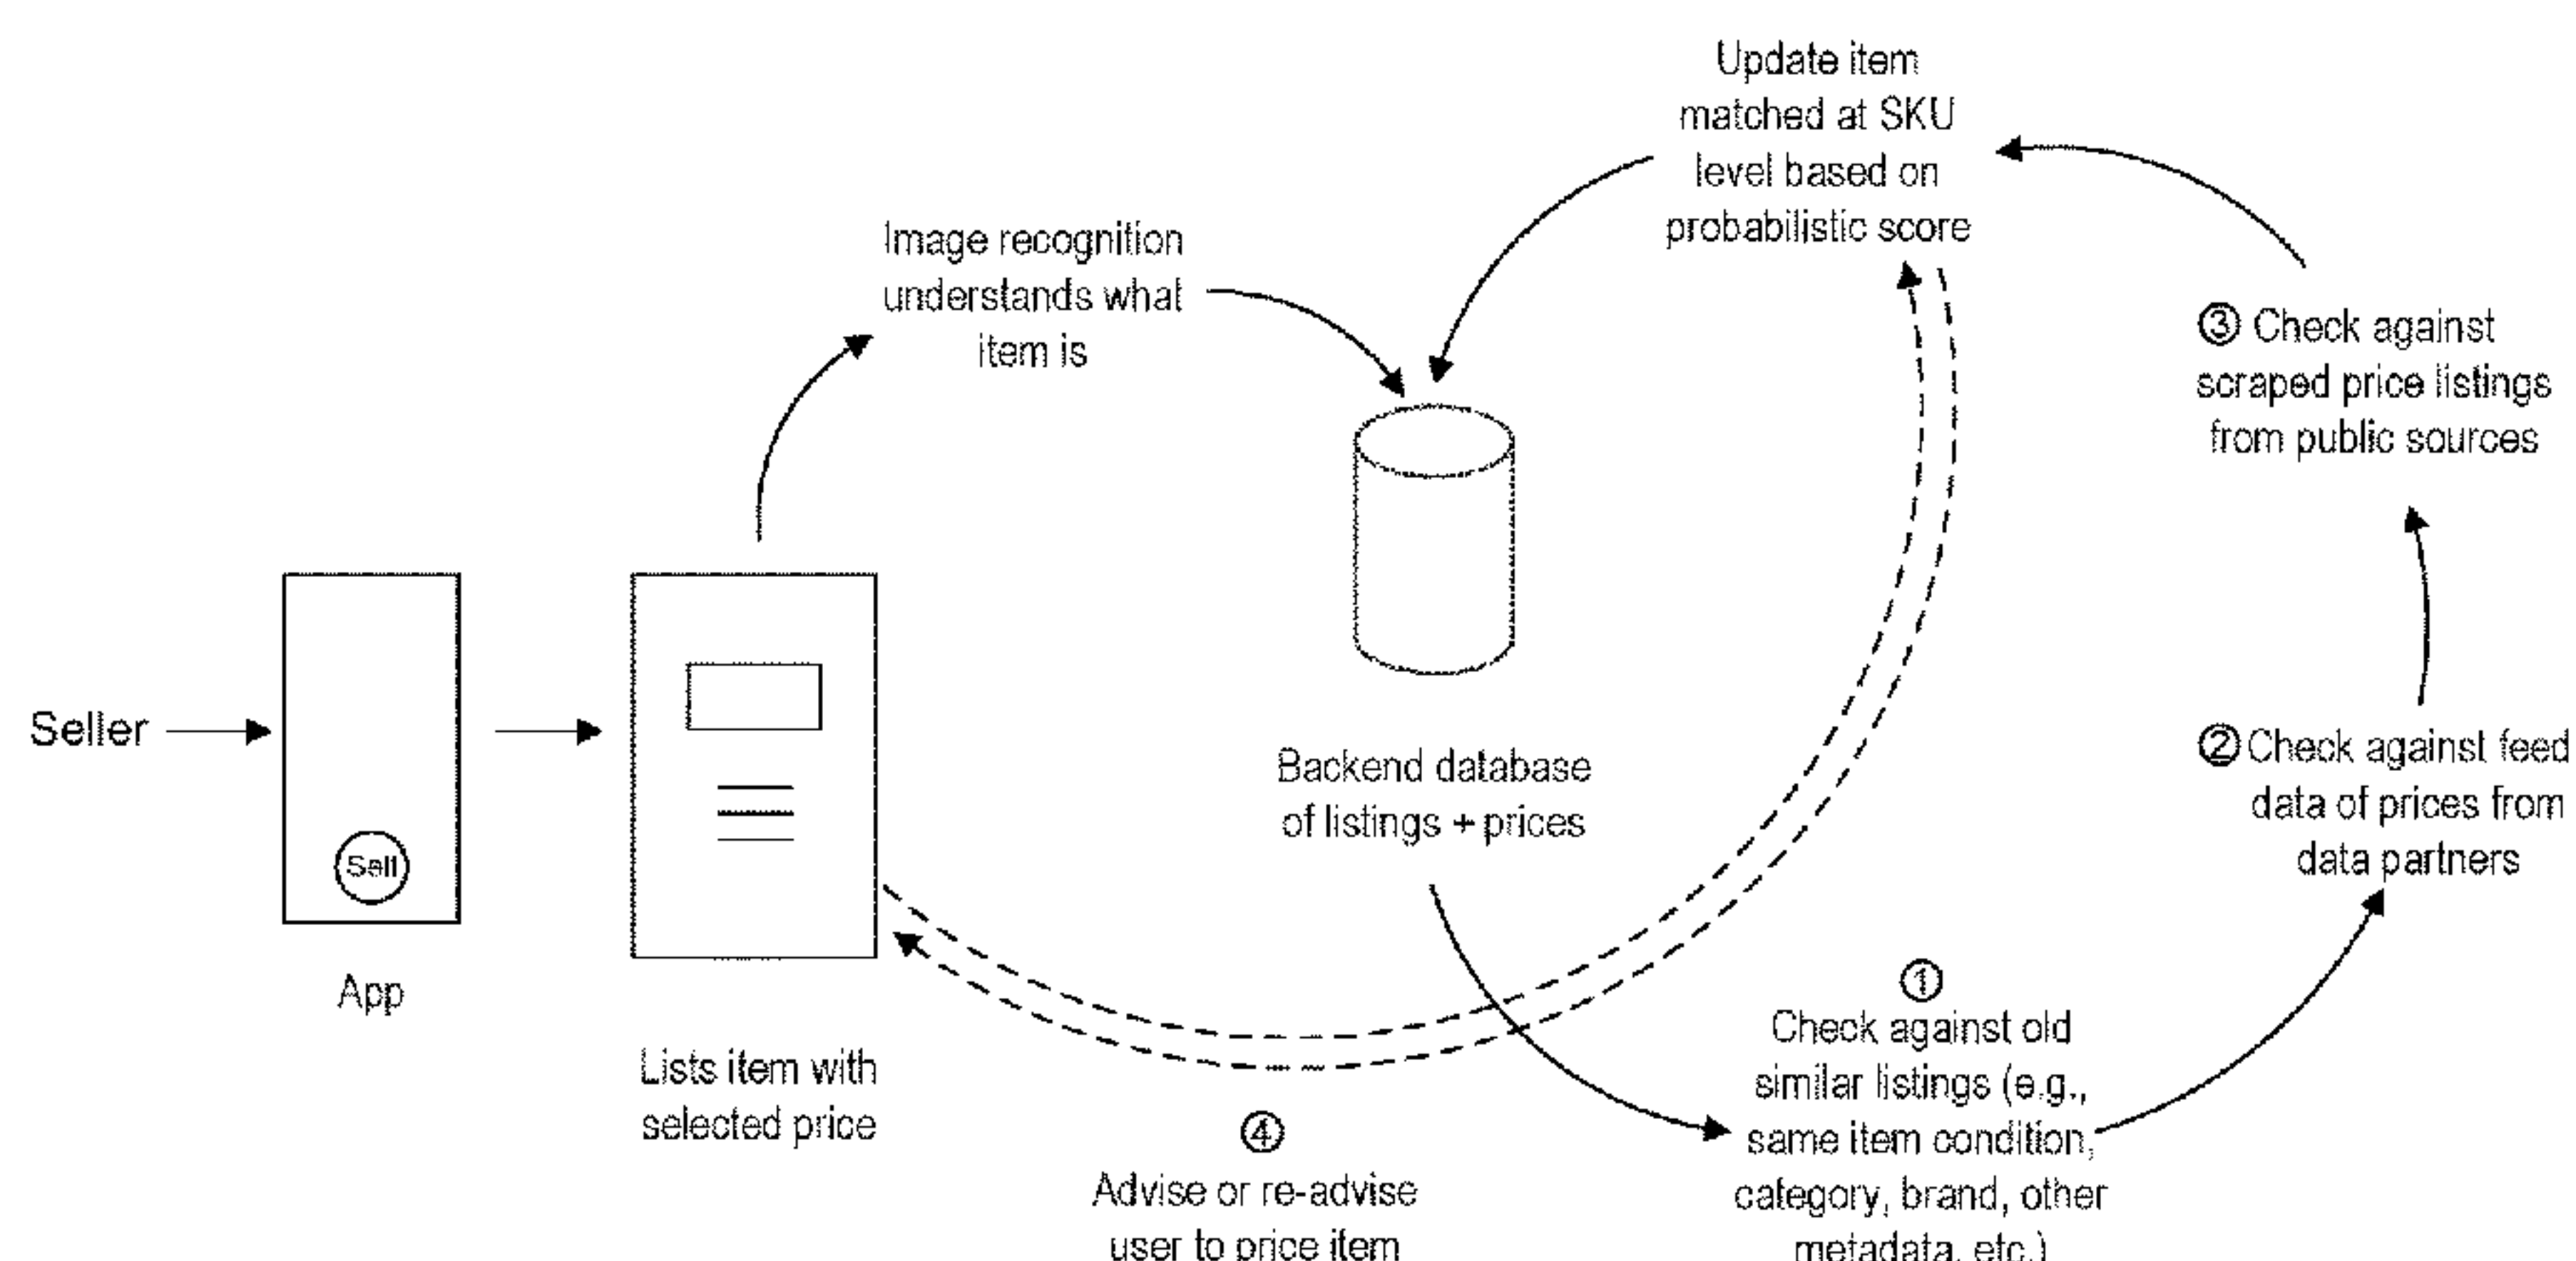 Update item
matched at SKU
level based on
probabilistic score
Image recognition
understands what
item is
③ Check against
scraped price listings
from public sources
Seller
Sell
App
Lists item with
selected price
Backend database
of listings + prices
② Check against feed
data of prices from
data partners
①
Check against old
similar listings (e.g.,
same item condition,
category, brand, other
metadata, etc.)
④
Advise or re-advise
user to price item